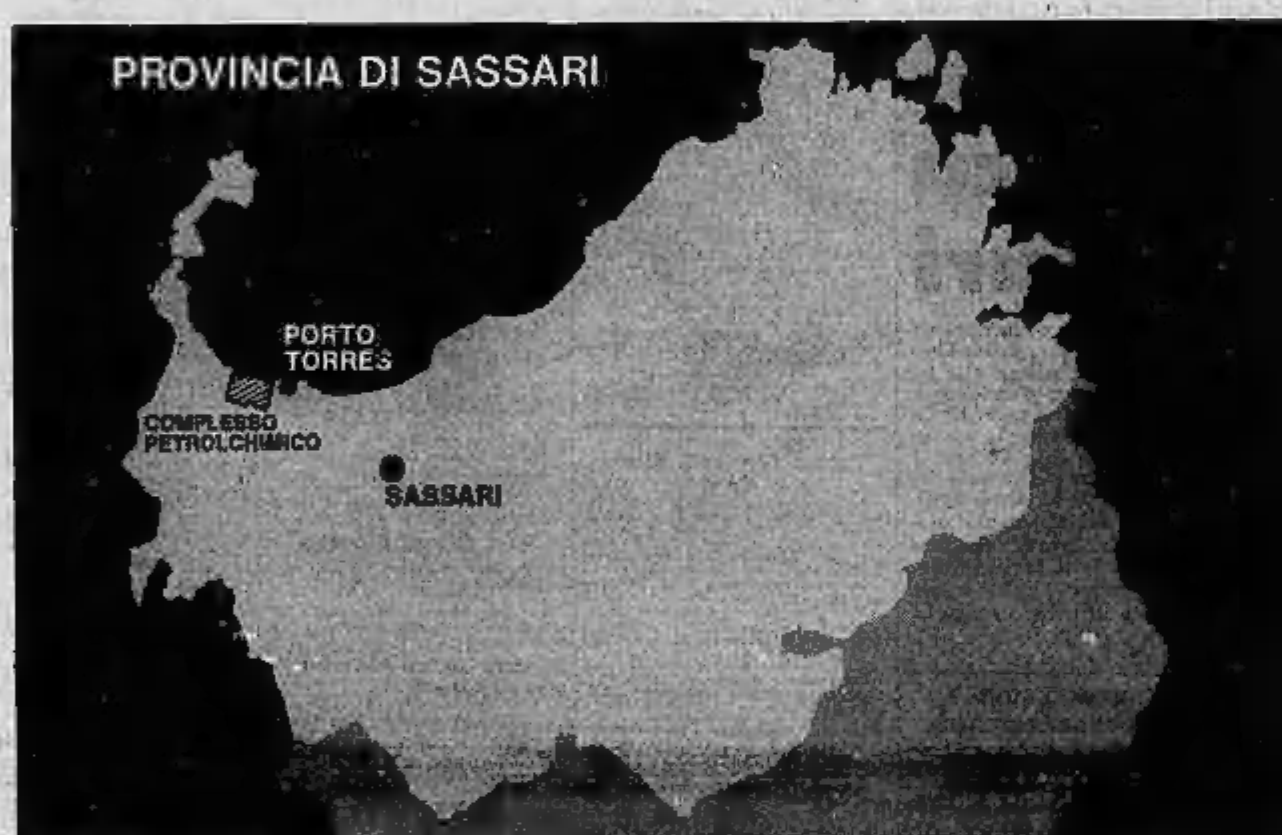 PROVINCIA DI SASSARI
PORTO
TORRES
COMPLESSO
PETROLCHIMICO
SASSARI